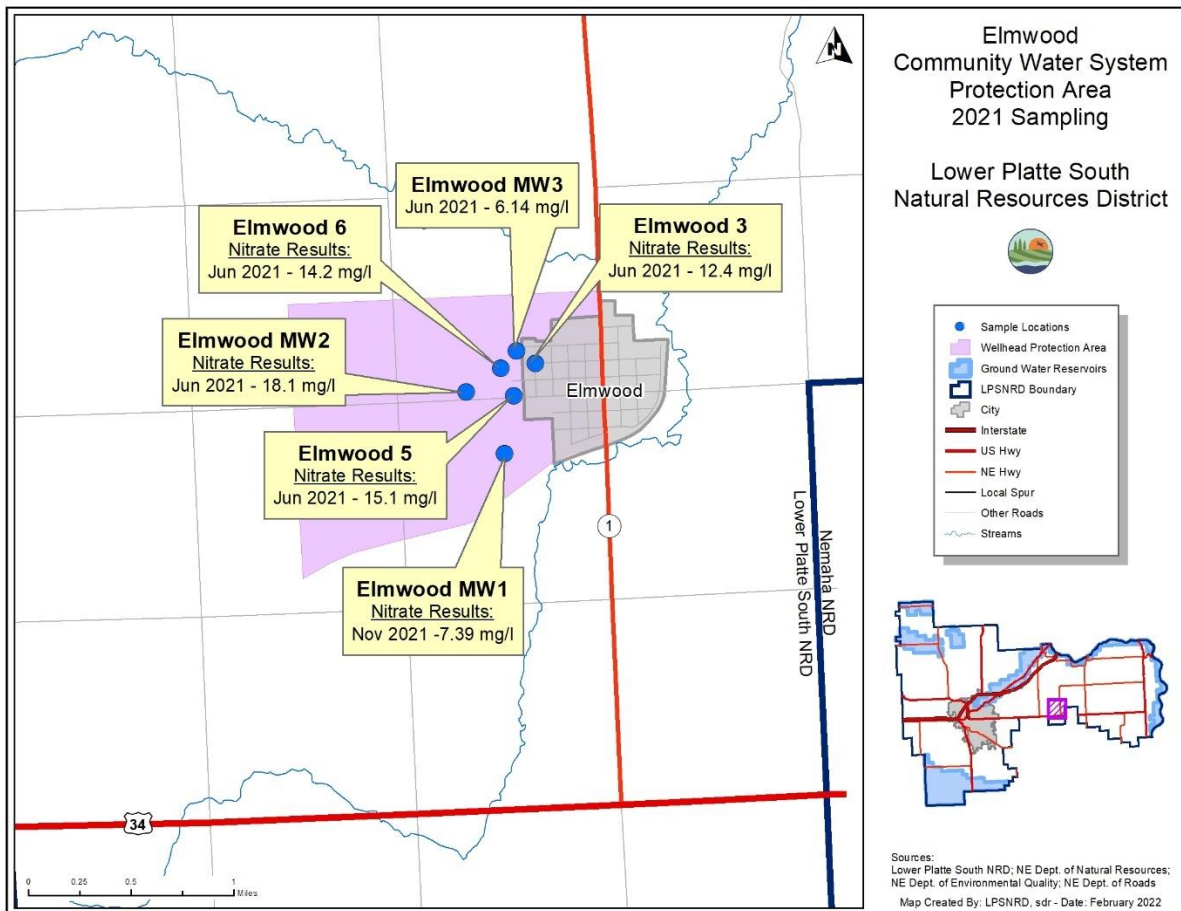 Elmwood
Community Water System
Protection Area
2021 Sampling
Lower Platte South
Natural Resources District
N
Elmwood MW3
Jun 2021 - 6.14 mg/l
Elmwood 6
Nitrate Results:
Jun 2021 - 14.2 mg/l
Elmwood 3
Nitrate Results:
Jun 2021 - 12.4 mg/l
Elmwood MW2
Nitrate Results:
Jun 2021 - 18.1 mg/l
Elmwood
Elmwood 5
Nitrate Results:
Jun 2021 - 15.1 mg/l
Elmwood MW1
Nitrate Results:
Nov 2021 -7.39 mg/l
1
Nemaha NRD
Lower Platte South NRD
34
0 0.25 0.5 1
Miles
Sample Locations
Wellhead Protection Area
Ground Water Reservoirs
LPSNRD Boundary
City
Interstate
US Hwy
NE Hwy
Local Spur
Other Roads
Streams
Sources:
Lower Platte South NRD; NE Dept. of Natural Resources;
NE Dept. of Environmental Quality; NE Dept. of Roads
Map Created By: LPSNRD, sdr - Date: February 2022